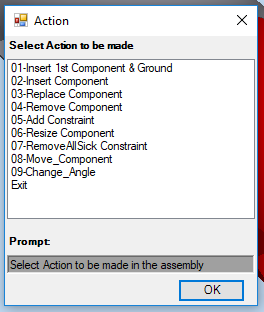 Action
Select Action to be made
01-Insert 1st Component & Ground
02-Insert Component
03-Replace Component
04-Remove Component
05-Add Constraint
06-Resize Component
07-RemoveAllSick Constraint
08-Move_Component
09-Change_Angle
Exit
Prompt:
Select Action to be made in the assembly
OK